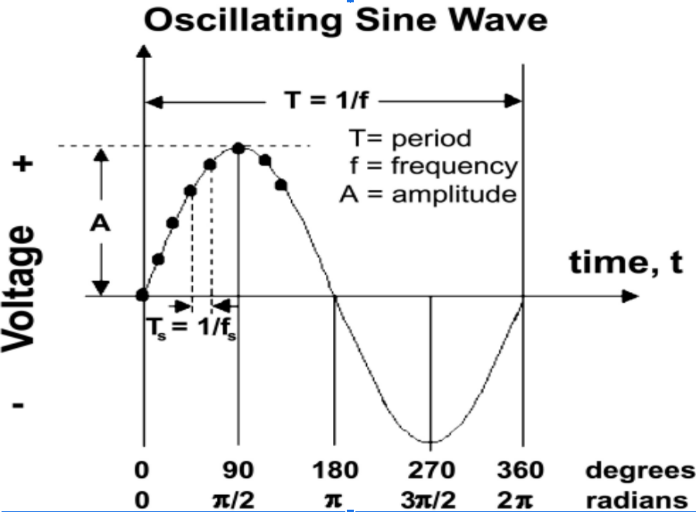 Oscillating Sine Wave
T = 1/f
T= period
f = frequency
A = amplitude
+
A
Voltage
time, t
Ts = 1/fs
-
0 90 180 270 360 degrees
0 π/2 π 3π/2 2π radians